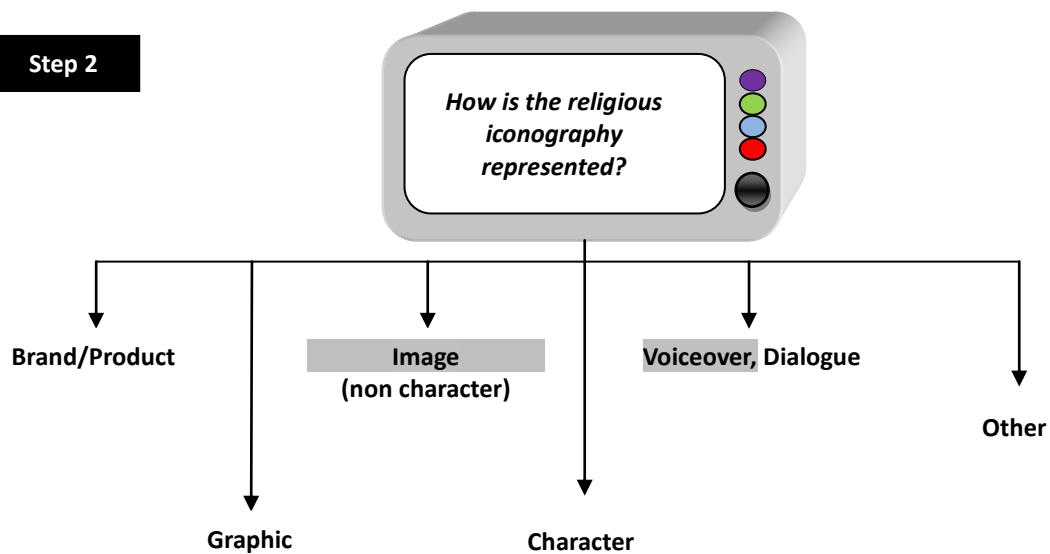 Step 2
How is the religious
iconography
represented?
Brand/Product
Image
(non character)
Voiceover, Dialogue
Other
Graphic
Character